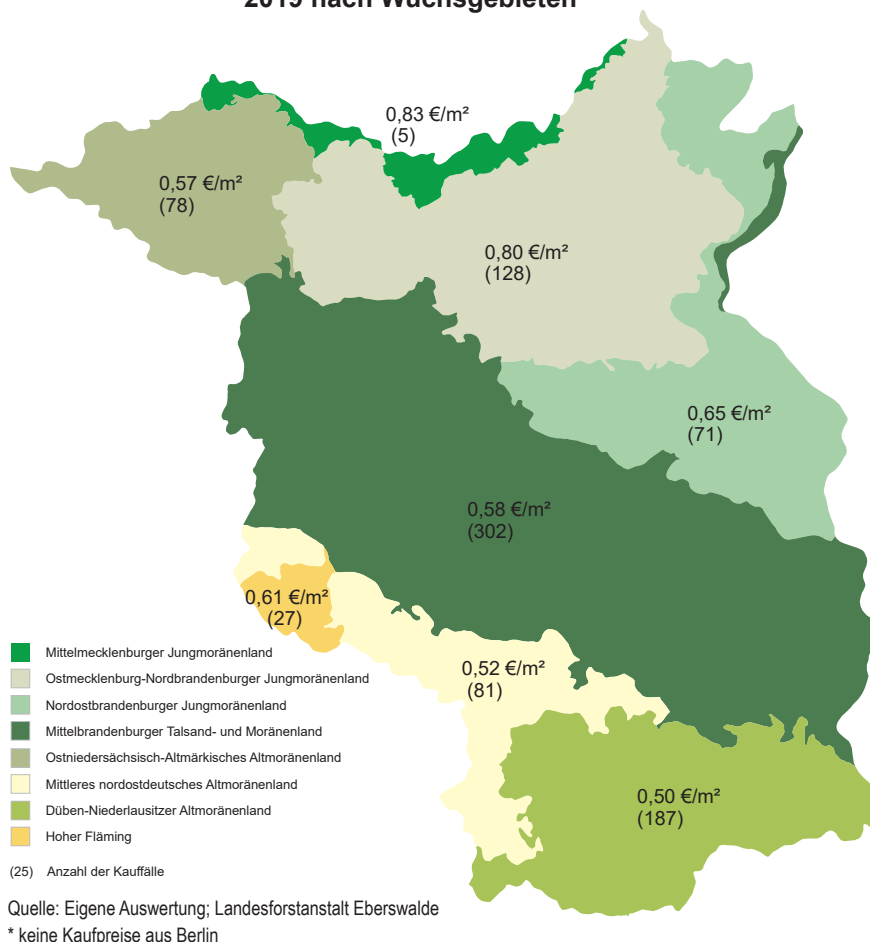 2019 nach Wuchsgebieten
0,83 €/m²
(5)
0,57 €/m²
(78)
0,80 €/m²
(128)
0,65 €/m²
(71)
0,58 €/m²
(302)
0,61 €/m²
(27)
0,52 €/m²
(81)
0,50 €/m²
(187)
Mittelmecklenburger Jungmoränenland
Ostmecklenburg-Nordbrandenburger Jungmoränenland
Nordostbrandenburger Jungmoränenland
Mittelbrandenburger Talsand- und Moränenland
Ostniedersächsisch-Altmärkisches Altmoränenland
Mittleres nordostdeutsches Altmoränenland
Düben-Niederlausitzer Altmoränenland
Hoher Fläming
(25) Anzahl der Kauffälle
Quelle: Eigene Auswertung; Landesforstanstalt Eberswalde
* keine Kaufpreise aus Berlin